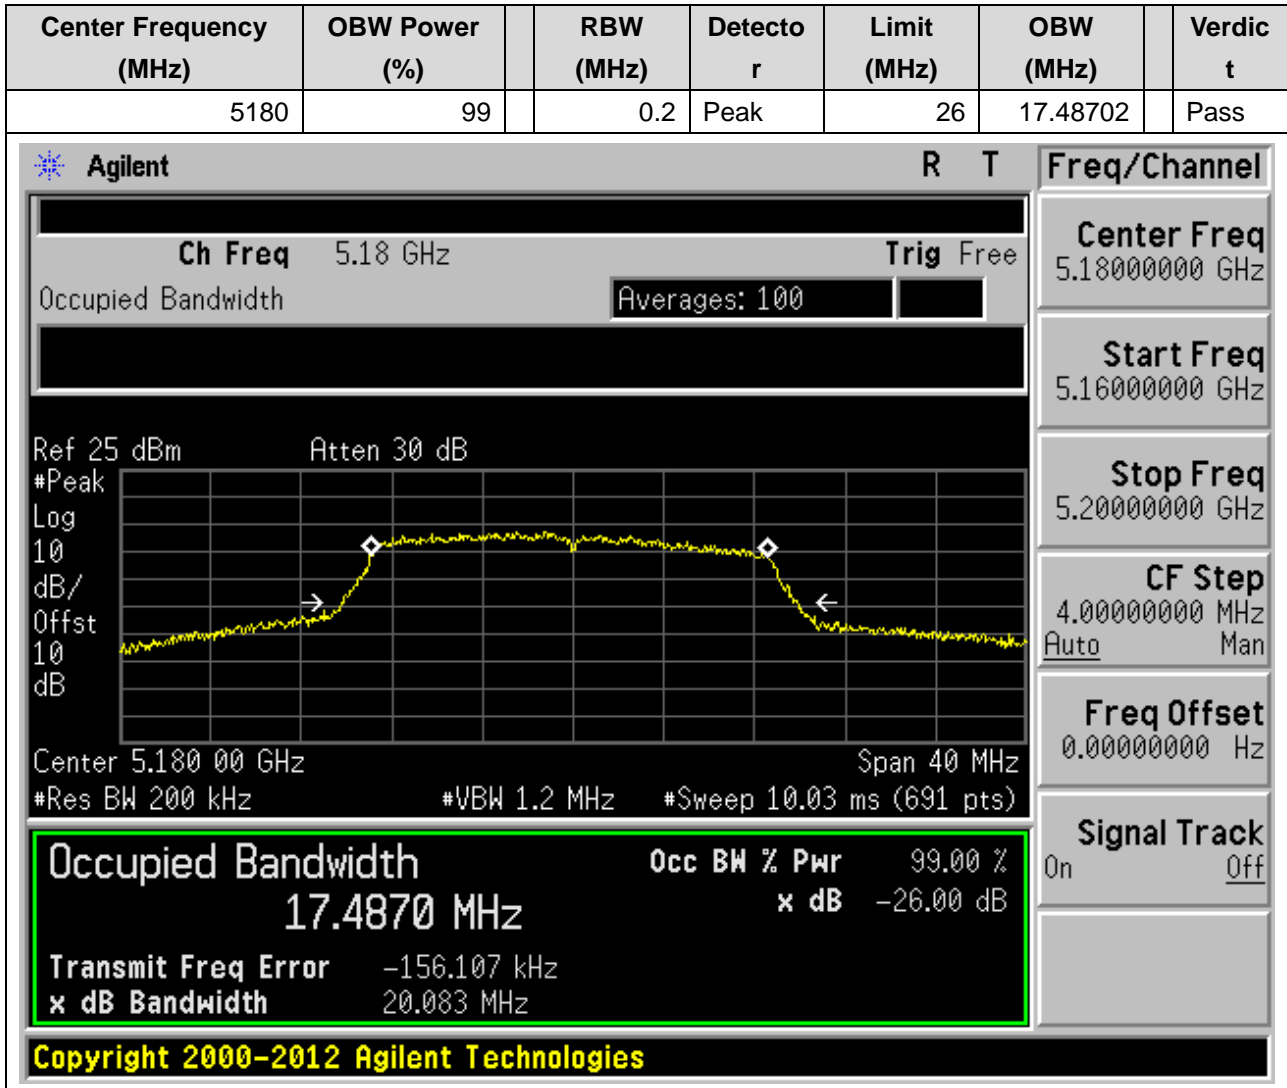 Center Frequency (MHz) OBW Power (%) RBW (MHz) Detector Limit (MHz) OBW (MHz) Verdict
5180 99 0.2 Peak 26 17.48702 Pass
Agilent R T Freq/Channel
Ch Freq 5.18 GHz Trig Free
Occupied Bandwidth Averages: 100
Center Freq
5.18000000 GHz
Start Freq
5.16000000 GHz
Stop Freq
5.20000000 GHz
CF Step
4.00000000 MHz
Auto Man
Freq Offset
0.00000000 Hz
Signal Track
On Off
Ref 25 dBm Atten 30 dB
#Peak
Log
10
dB/
Offst
10
dB
Center 5.180 00 GHz Span 40 MHz
#Res BW 200 kHz #VBW 1.2 MHz #Sweep 10.03 ms (691 pts)
Occupied Bandwidth Occ BW % Pwr 99.00 %
17.4870 MHz x dB -26.00 dB
Transmit Freq Error -156.107 kHz
x dB Bandwidth 20.083 MHz
Copyright 2000-2012 Agilent Technologies